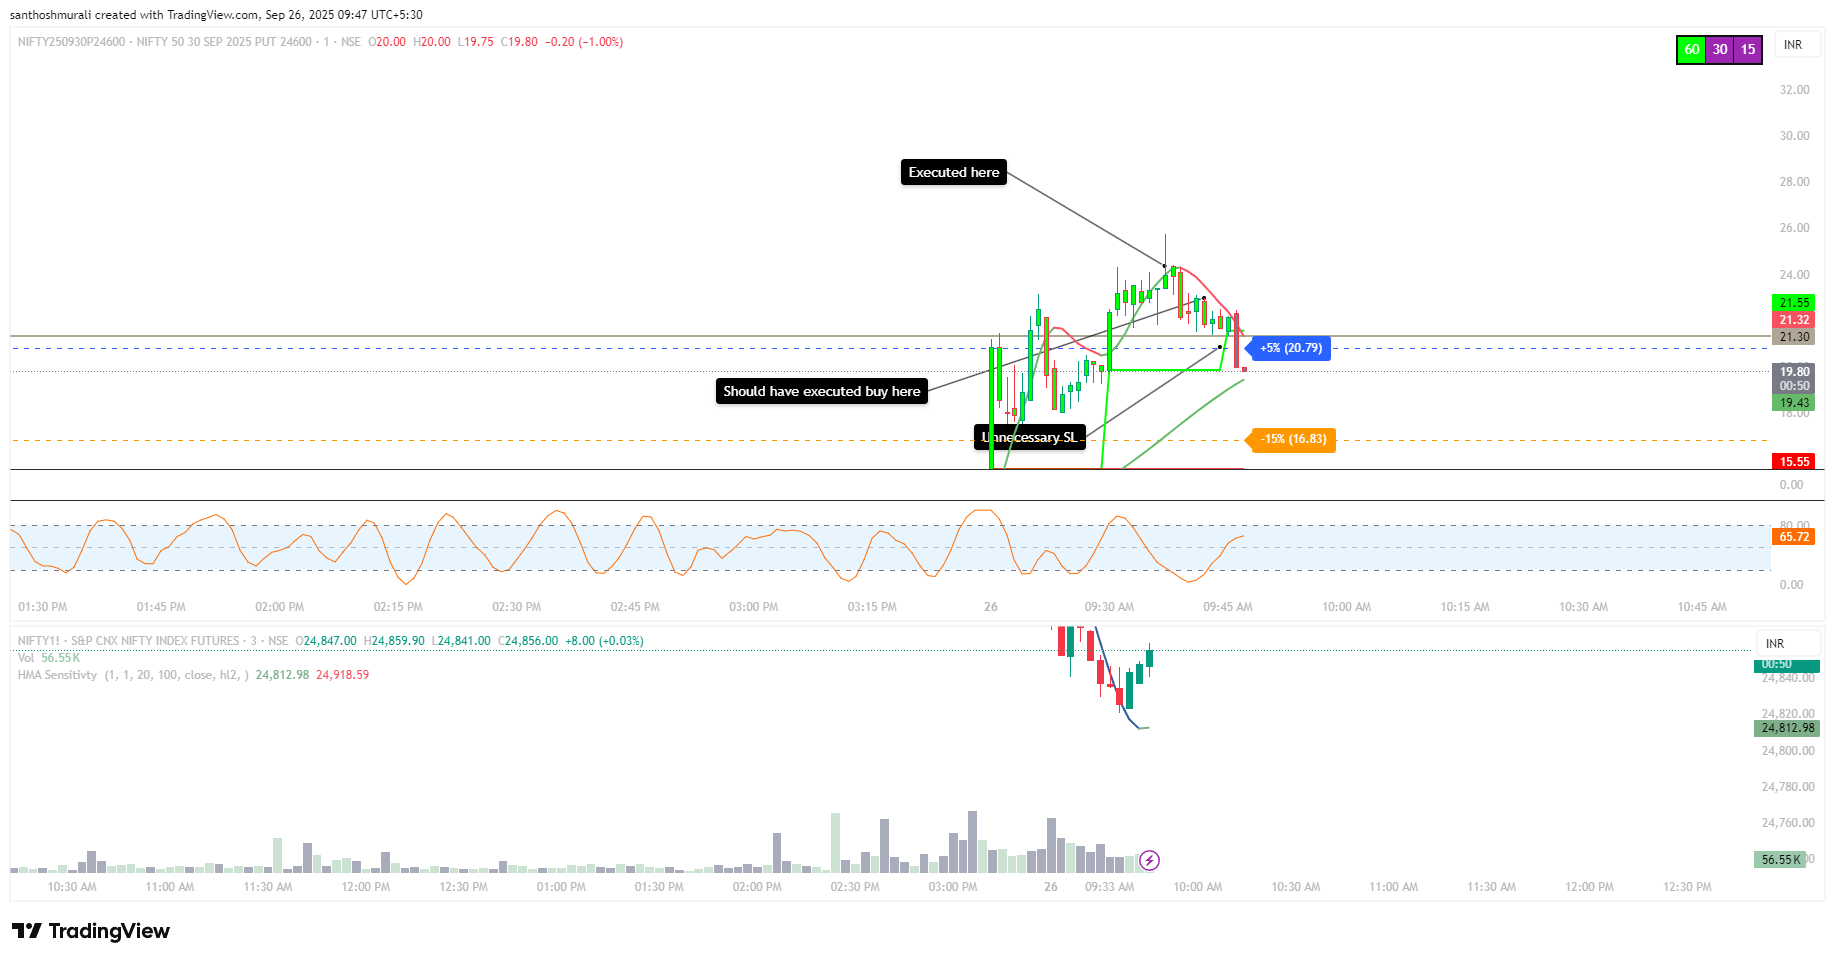 santhoshmurali created with TradingView.com, Sep 26, 2025 09:47 UTC+5:30
NIFTY250930P24600 · NIFTY 50 30 SEP 2025 PUT 24600 · 1 · NSE O20.00 H20.00 L19.75 C19.80 −0.20 (−1.00%)
60 30 15
INR
32.00
30.00
28.00
26.00
24.00
Executed here
21.55
21.32
21.30
+5% (20.79)
19.80
00:50
Should have executed buy here
19.43
18.00
Unnecessary SL
-15% (16.83)
15.55
0.00
80.00
65.72
0.00
01:30 PM 01:45 PM 02:00 PM 02:15 PM 02:30 PM 02:45 PM 03:00 PM 03:15 PM 26 09:30 AM 09:45 AM 10:00 AM 10:15 AM 10:30 AM 10:45 AM
NIFTY1! · S&P CNX NIFTY INDEX FUTURES · 3 · NSE O24,847.00 H24,859.90 L24,841.00 C24,856.00 +8.00 (+0.03%)
INR
Vol 56.55K
00:50
HMA Sensitivty (1, 1, 20, 100, close, hl2, ) 24,812.98 24,918.59
24,840.00
24,820.00
24,812.98
24,800.00
24,780.00
24,760.00
56.55K
10:30 AM 11:00 AM 11:30 AM 12:00 PM 12:30 PM 01:00 PM 01:30 PM 02:00 PM 02:30 PM 03:00 PM 26 09:33 AM 10:00 AM 10:30 AM 11:00 AM 11:30 AM 12:00 PM 12:30 PM
TradingView